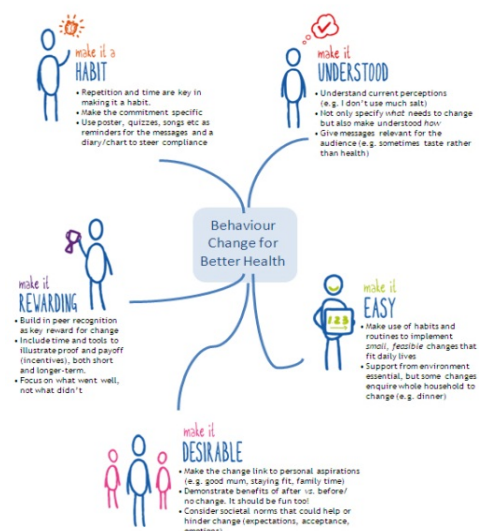 make it a
HABIT
• Repetition and time are key in
making it a habit.
• Make the commitment specific
• Use poster, quizzes, songs etc as
reminders for the messages and a
diary/chart to steer compliance
make it
UNDERSTOOD
• Understand current perceptions
(e.g. I don't use much salt)
• Not only specify what needs to change
but also make understood how
• Give messages relevant for the
audience (e.g. sometimes taste rather
than health)
Behaviour
Change for
Better Health
make it
REWARDING
• Build in peer recognition
as key reward for change
• Include time and tools to
illustrate proof and payoff
(incentives), both short
and longer-term.
• Focus on what went well,
not what didn't
make it
EASY
123
• Make use of habits and
routines to implement
small, feasible changes that
fit daily lives
• Support from environment
essential, but some changes
enquire whole household to
change (e.g. dinner)
make it
DESIRABLE
• Make the change link to personal aspirations
(e.g. good mum, staying fit, family time)
• Demonstrate benefits of after vs. before/
no change. It should be fun too!
• Consider societal norms that could help or
hinder change (expectations, acceptance,